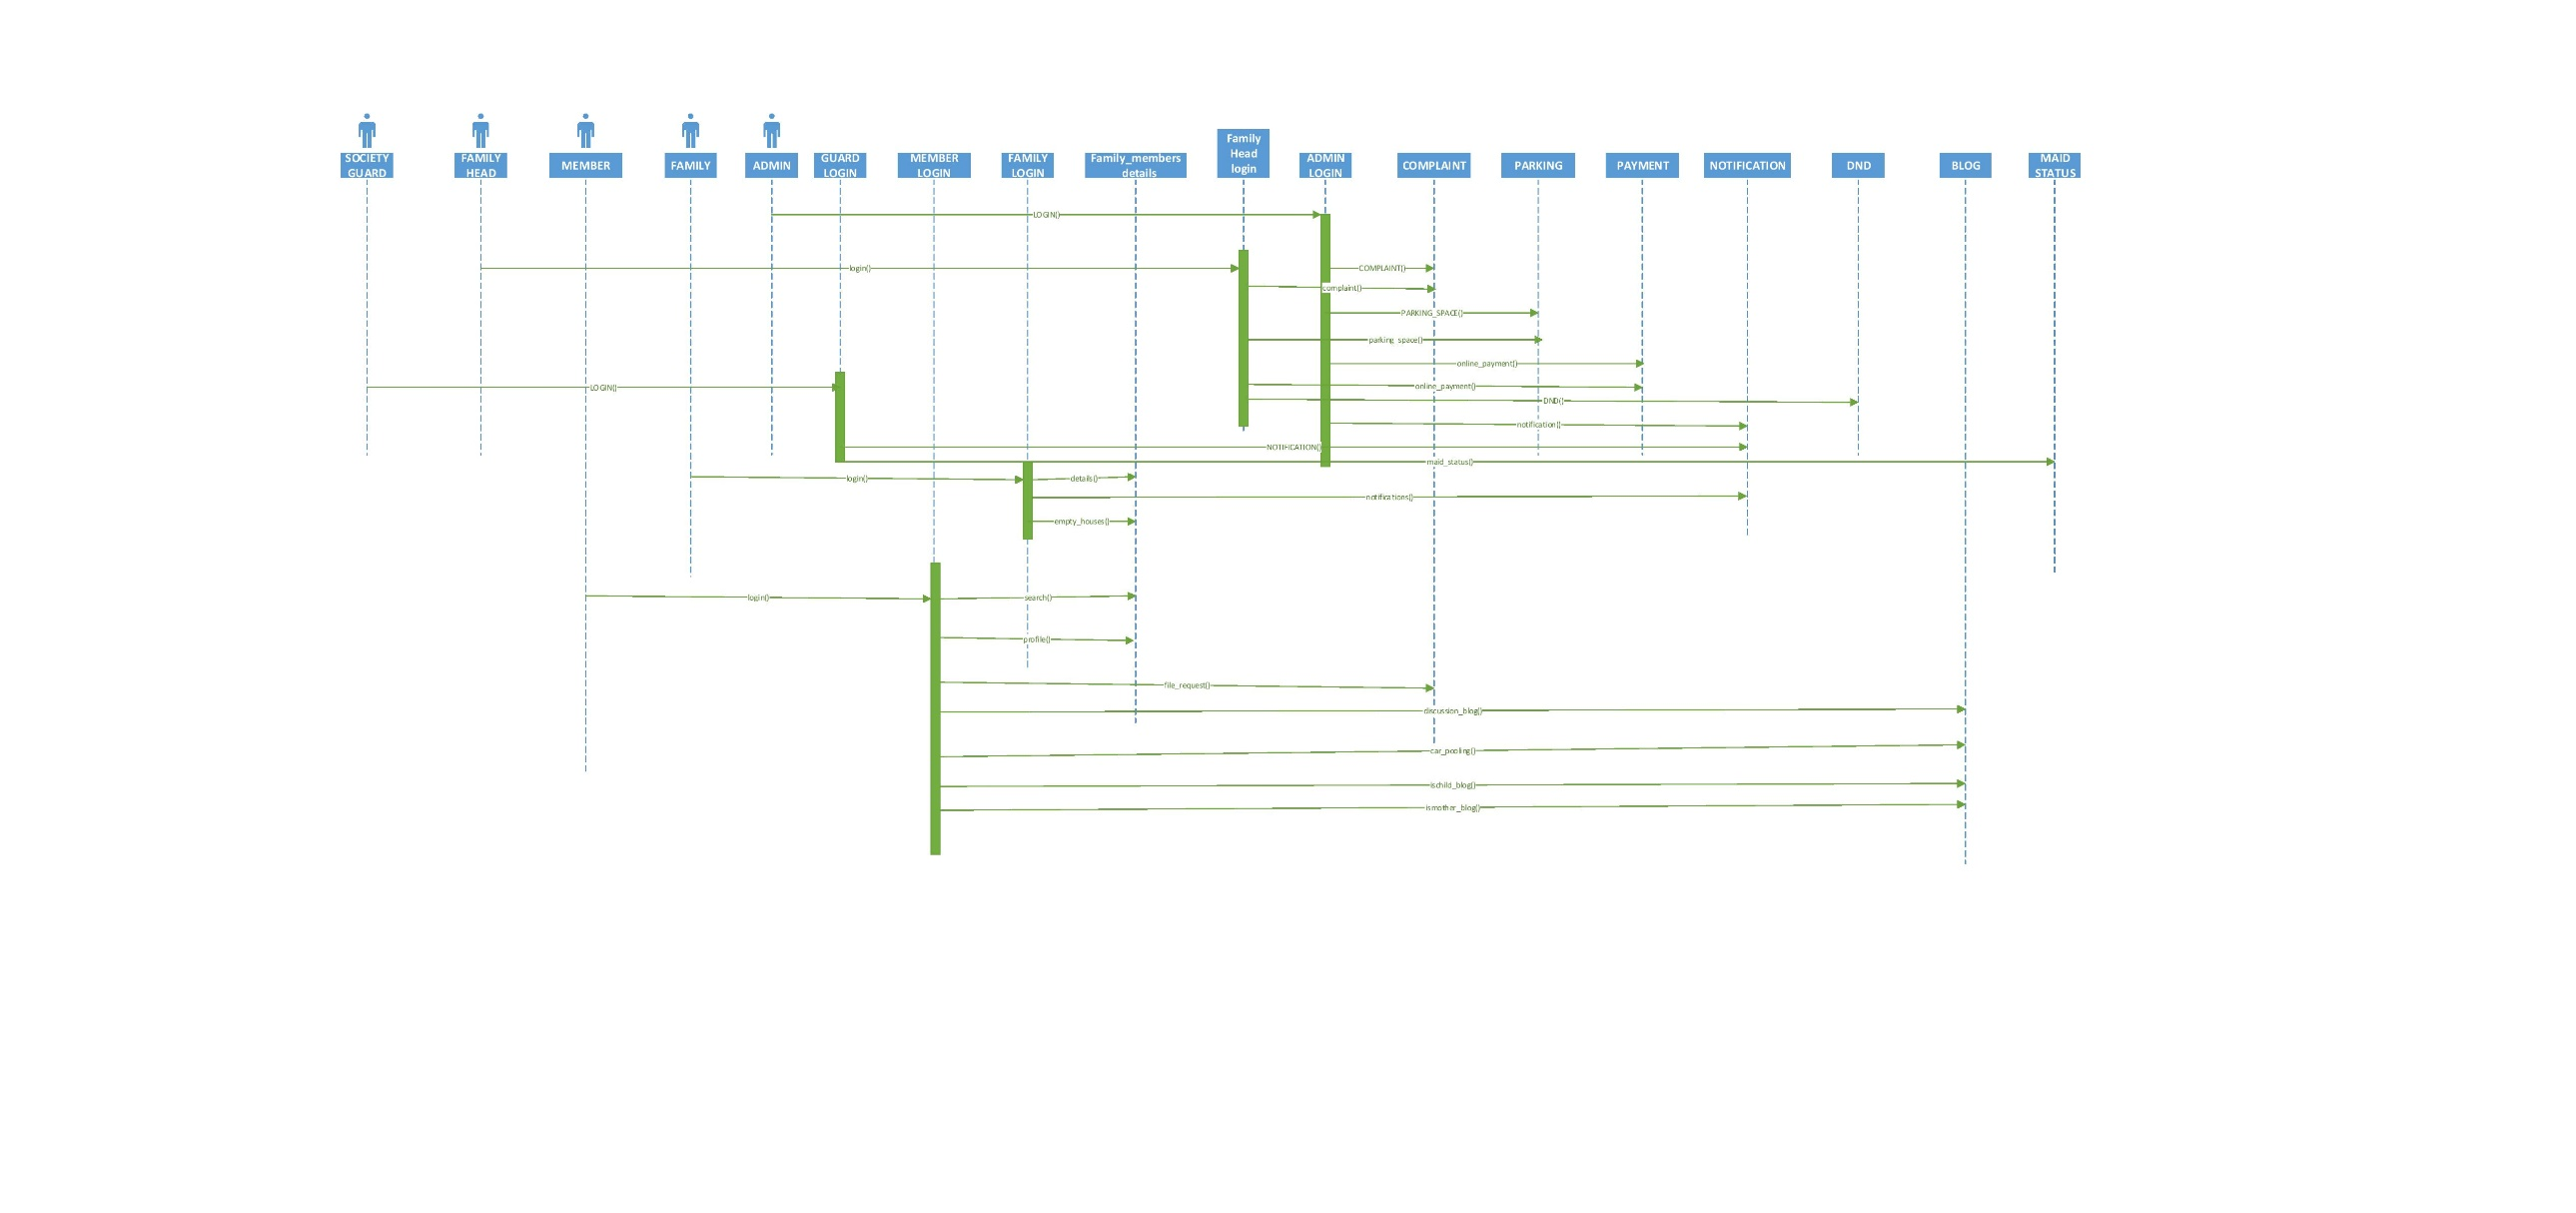 SOCIETY
GUARD
FAMILY
HEAD
MEMBER
FAMILY
ADMIN
GUARD
LOGIN
MEMBER
LOGIN
FAMILY
LOGIN
Family_members
details
Family
Head
login
ADMIN
LOGIN
COMPLAINT
PARKING
PAYMENT
NOTIFICATION
DND
BLOG
MAID
STATUS
LOGIN()
login()
COMPLAINT()
complaint()
PARKING_SPACE()
parking_space()
online_payment()
LOGIN()
online_payment()
DND()
notification()
NOTIFICATION()
maid_status()
login()
details()
notifications()
empty_houses()
login()
search()
profile()
file_request()
discussion_blog()
car_pooling()
ischild_blog()
ismother_blog()